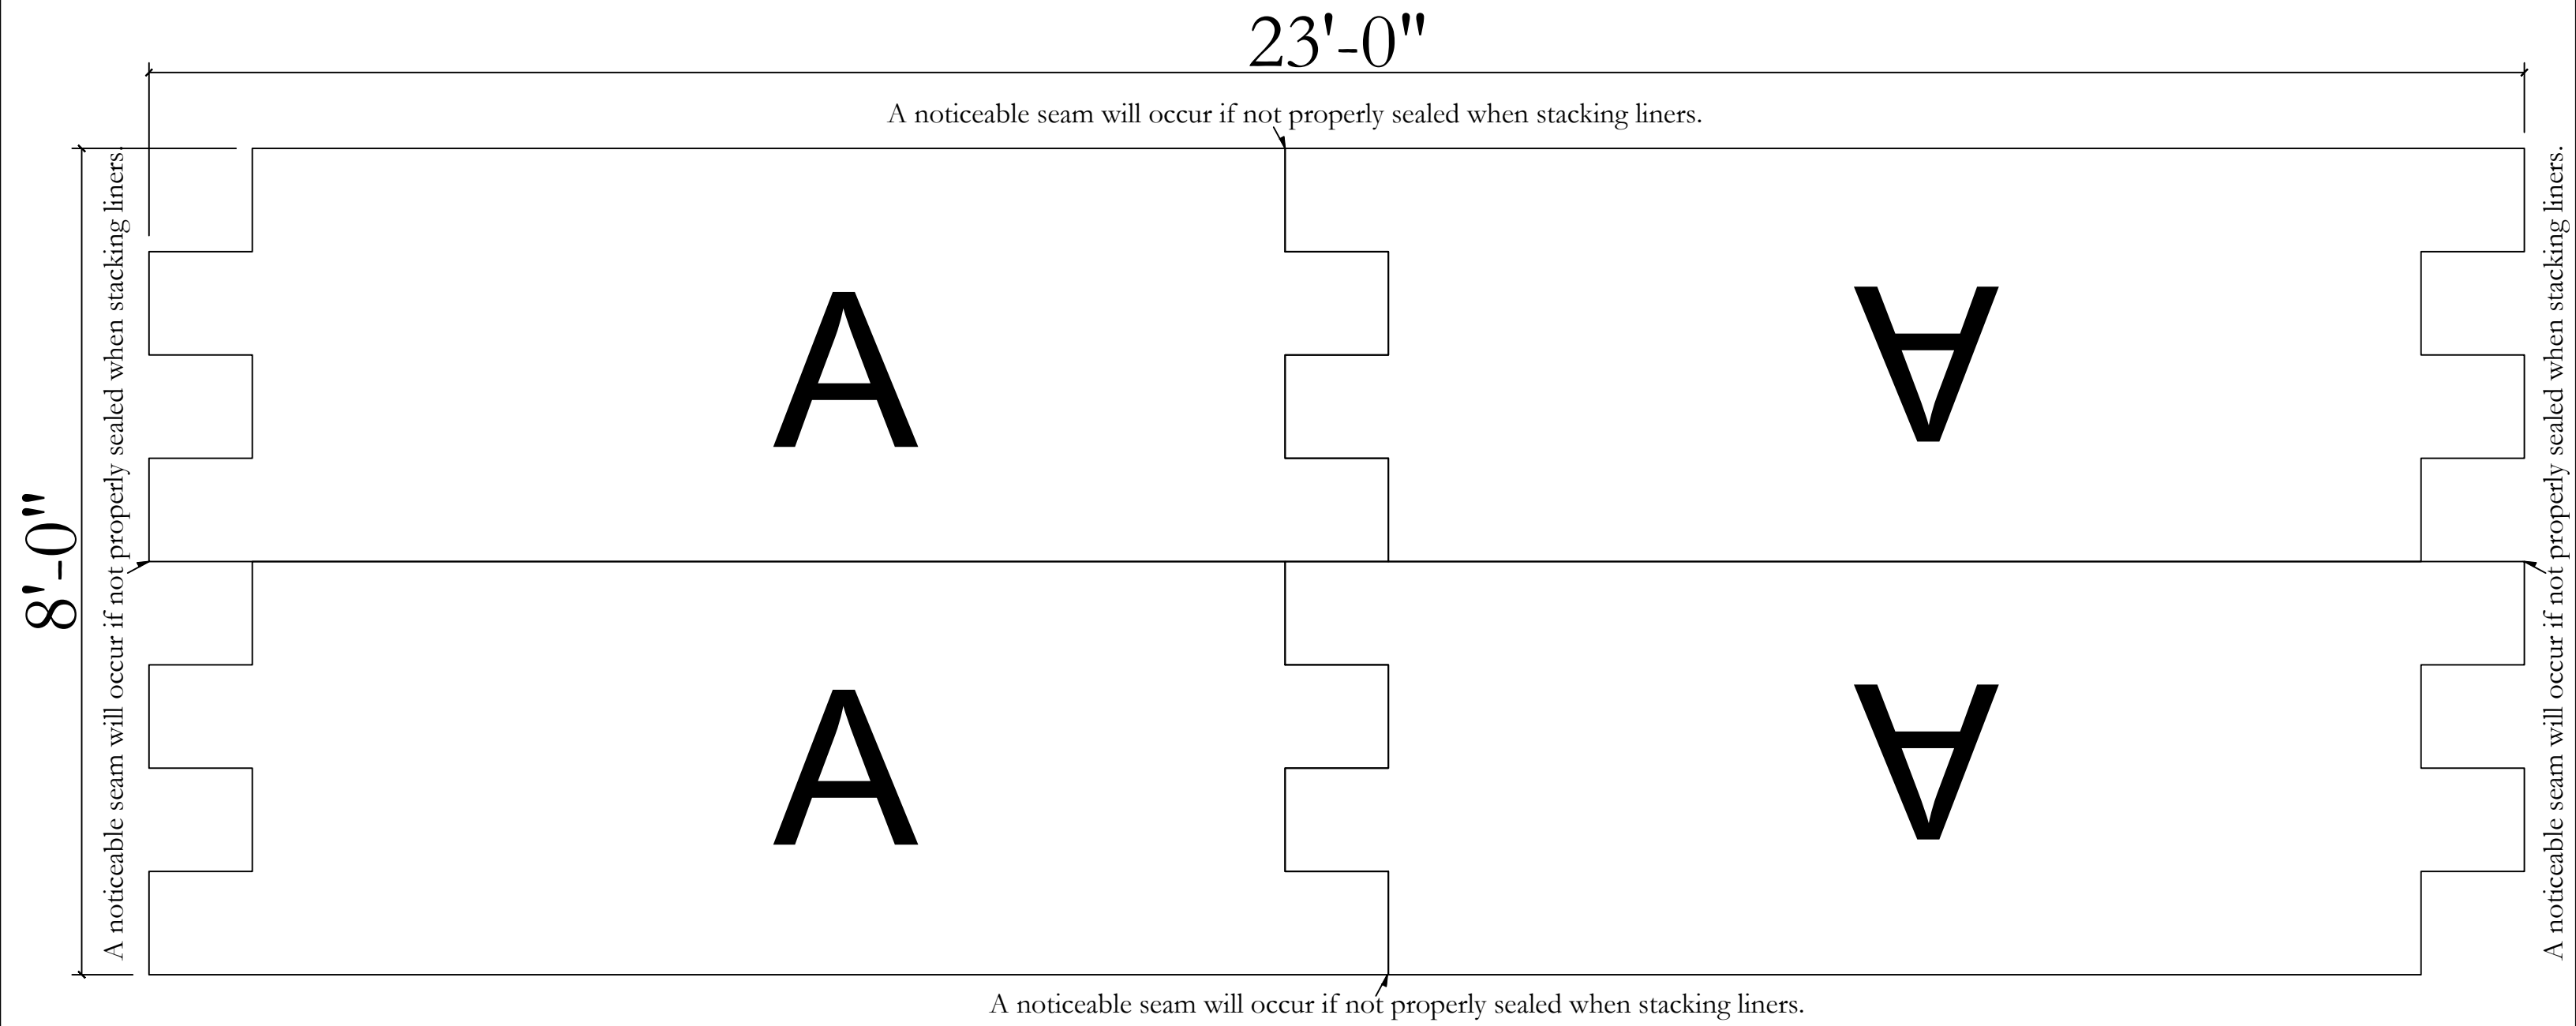 23'-0"
A noticeable seam will occur if not properly sealed when stacking liners.
8'-0"
A noticeable seam will occur if not properly sealed when stacking liners.
A
A
A noticeable seam will occur if not properly sealed when stacking liners.
A
A
A noticeable seam will occur if not properly sealed when stacking liners.